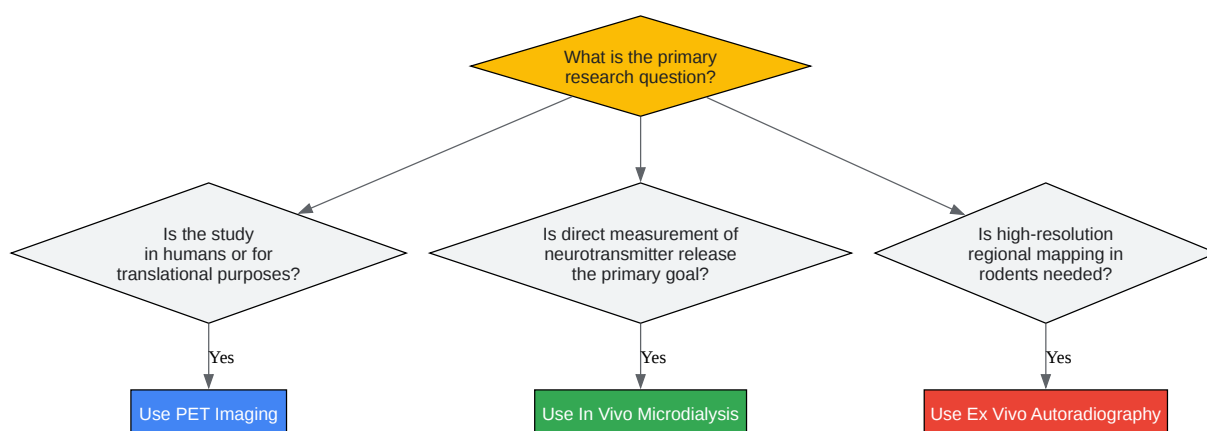 What is the primary
research question?
Is the study
in humans or for
translational purposes?
Is direct measurement of
neurotransmitter release
the primary goal?
Is high-resolution
regional mapping in
rodents needed?
Yes
Yes
Yes
Use PET Imaging
Use In Vivo Microdialysis
Use Ex Vivo Autoradiography